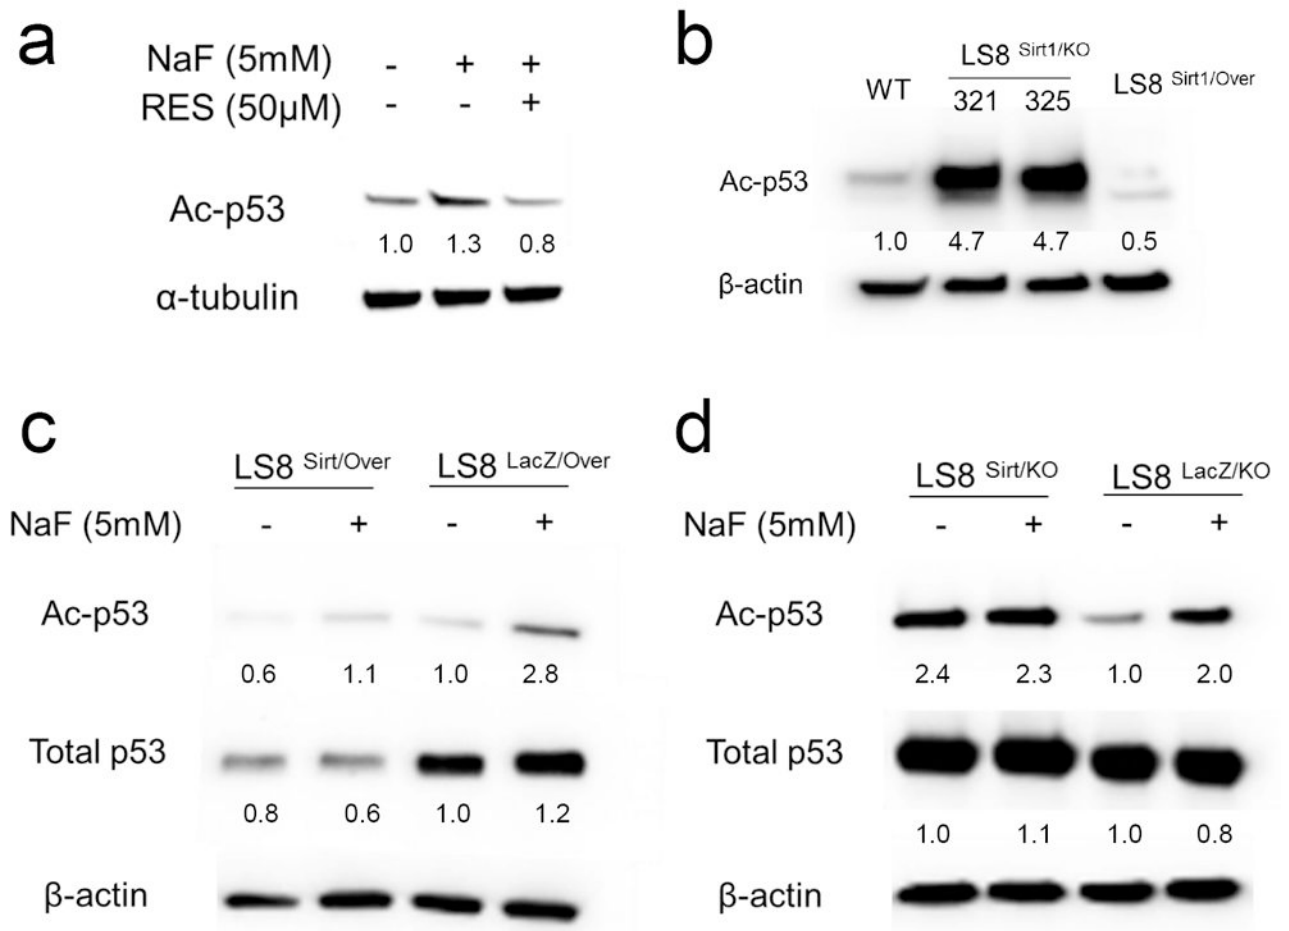 a
NaF (5mM) - + +
RES (50µM) - - +
Ac-p53
1.0 1.3 0.8
α-tubulin
b
WT LS8 Sirt1/KO LS8 Sirt1/Over
321 325
Ac-p53
1.0 4.7 4.7 0.5
β-actin
c
LS8 Sirt/Over LS8 LacZ/Over
NaF (5mM) - + - +
Ac-p53
0.6 1.1 1.0 2.8
Total p53
0.8 0.6 1.0 1.2
β-actin
d
LS8 Sirt/KO LS8 LacZ/KO
NaF (5mM) - + - +
Ac-p53
2.4 2.3 1.0 2.0
Total p53
1.0 1.1 1.0 0.8
β-actin